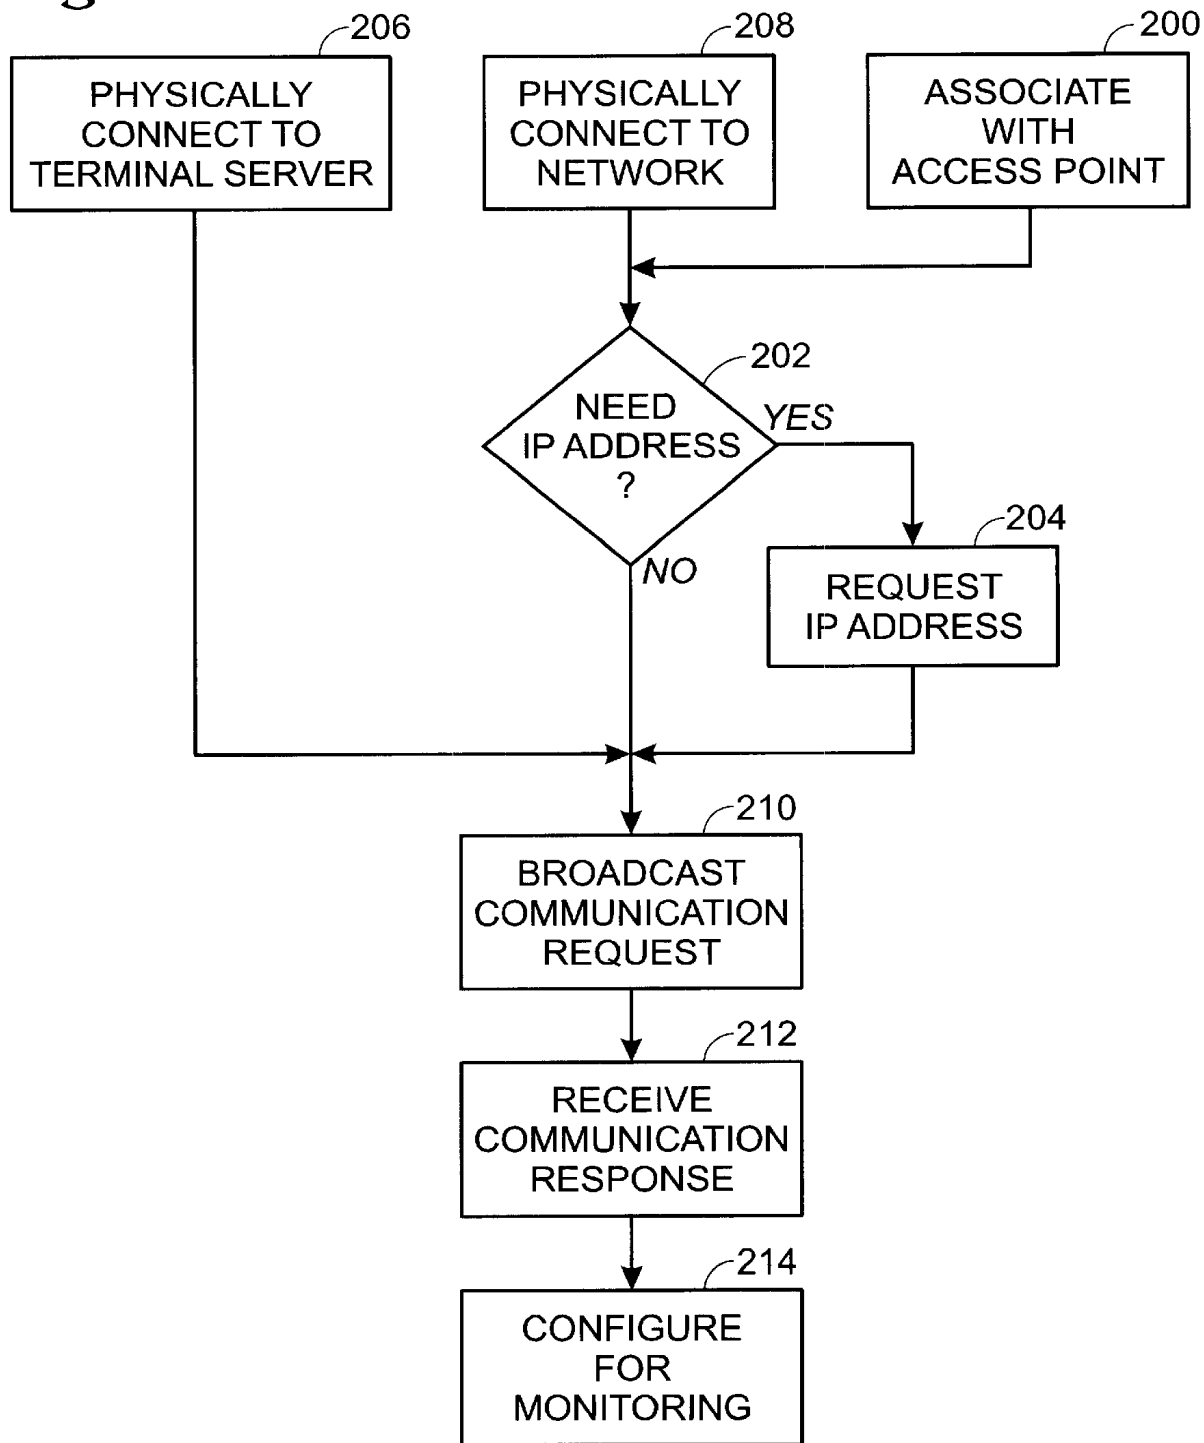 206
PHYSICALLY
CONNECT TO
TERMINAL SERVER
208
PHYSICALLY
CONNECT TO
NETWORK
200
ASSOCIATE
WITH
ACCESS POINT
202
NEED
IP ADDRESS
?
YES
NO
204
REQUEST
IP ADDRESS
210
BROADCAST
COMMUNICATION
REQUEST
212
RECEIVE
COMMUNICATION
RESPONSE
214
CONFIGURE
FOR
MONITORING